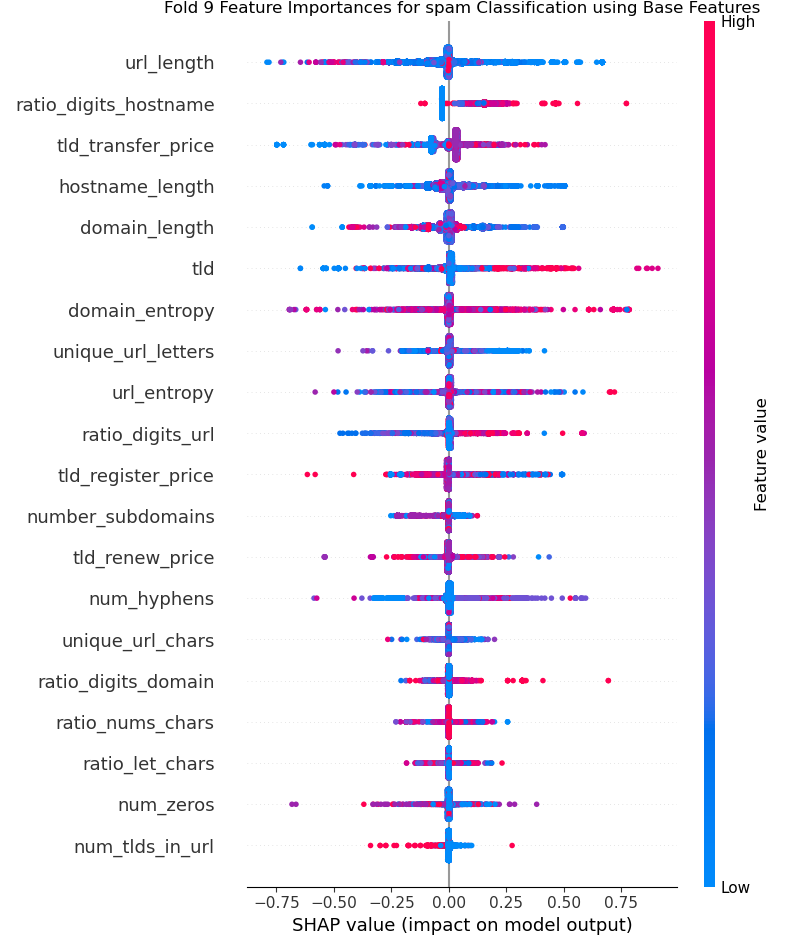 Fold 9 Feature Importances for spam Classification using Base Features
High
url_length
ratio_digits_hostname
tld_transfer_price
hostname_length
domain_length
tld
domain_entropy
unique_url_letters
url_entropy
ratio_digits_url
tld_register_price
number_subdomains
tld_renew_price
num_hyphens
unique_url_chars
ratio_digits_domain
ratio_nums_chars
ratio_let_chars
num_zeros
num_tlds_in_url
Feature value
Low
−0.75 −0.50 −0.25 0.00 0.25 0.50 0.75
SHAP value (impact on model output)